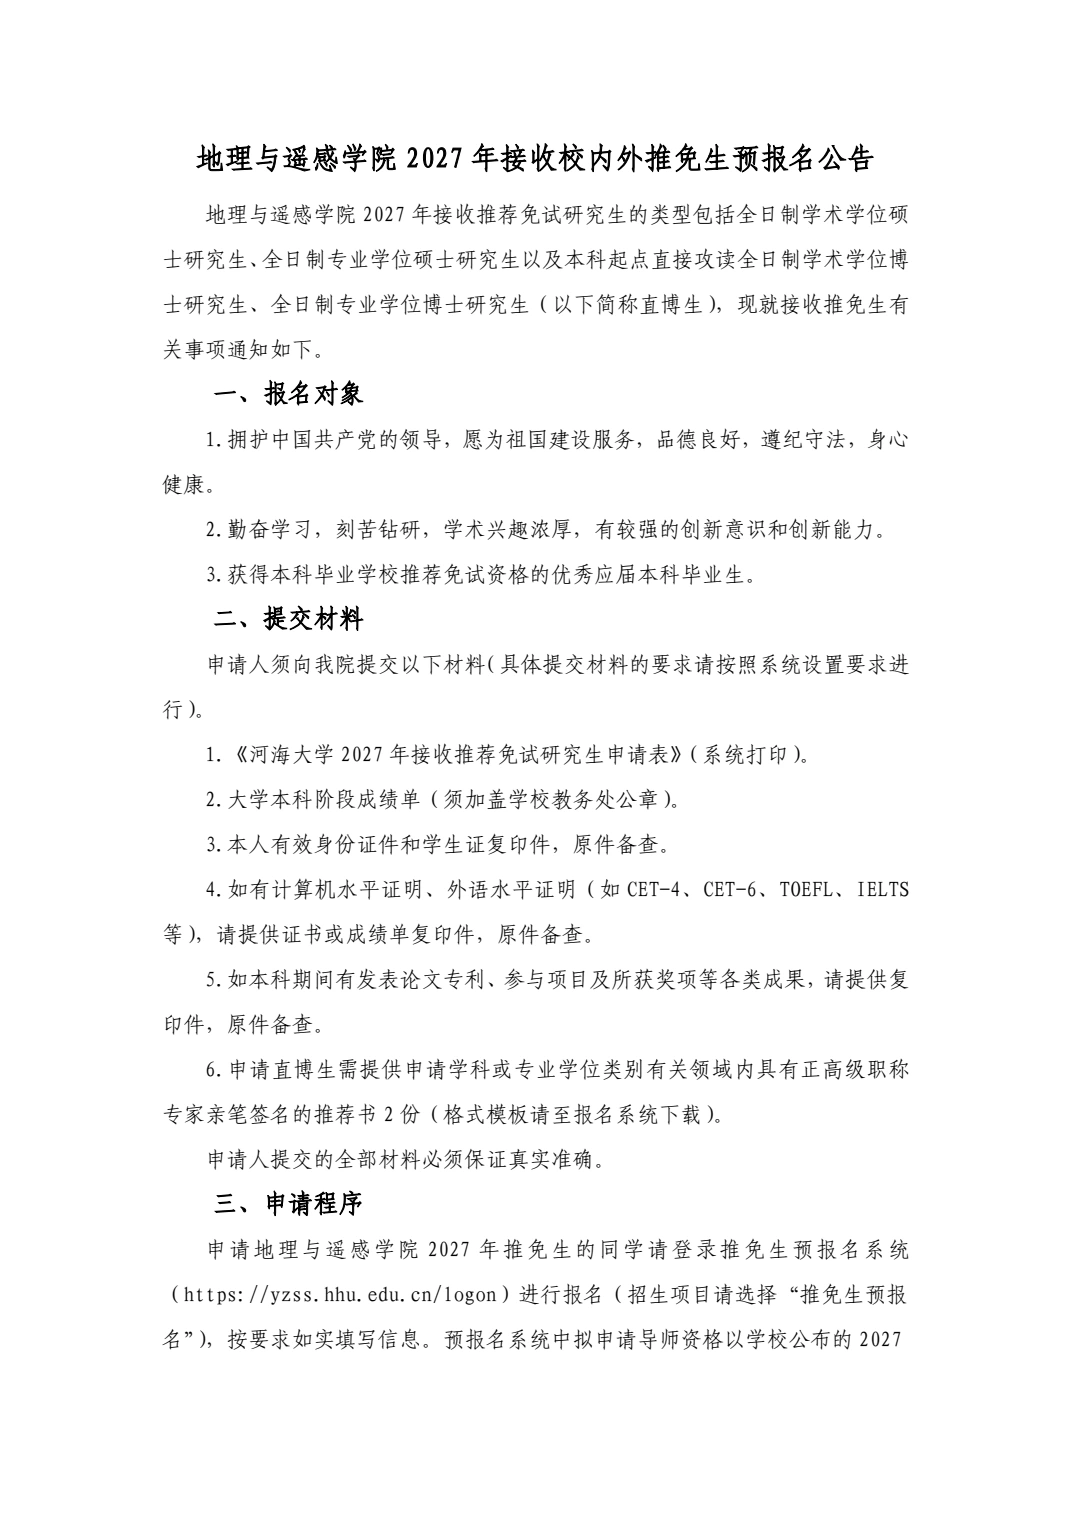 地理与遥感学院 2027 年接收校内外推免生预报名公告
地理与遥感学院 2027 年接收推荐免试研究生的类型包括全日制学术学位硕
士研究生、全日制专业学位硕士研究生以及本科起点直接攻读全日制学术学位博
士研究生、全日制专业学位博士研究生（以下简称直博生），现就接收推免生有
关事项通知如下。
一、报名对象
1.拥护中国共产党的领导，愿为祖国建设服务，品德良好，遵纪守法，身心
健康。
2.勤奋学习，刻苦钻研，学术兴趣浓厚，有较强的创新意识和创新能力。
3.获得本科毕业学校推荐免试资格的优秀应届本科毕业生。
二、提交材料
申请人须向我院提交以下材料（具体提交材料的要求请按照系统设置要求进
行）。
1.《河海大学 2027 年接收推荐免试研究生申请表》（系统打印）。
2.大学本科阶段成绩单（须加盖学校教务处公章）。
3.本人有效身份证件和学生证复印件，原件备查。
4.如有计算机水平证明、外语水平证明（如 CET-4、CET-6、TOEFL、IELTS
等），请提供证书或成绩单复印件，原件备查。
5.如本科期间有发表论文专利、参与项目及所获奖项等各类成果，请提供复
印件，原件备查。
6.申请直博生需提供申请学科或专业学位类别有关领域内具有正高级职称
专家亲笔签名的推荐书 2 份（格式模板请至报名系统下载）。
申请人提交的全部材料必须保证真实准确。
三、申请程序
申请地理与遥感学院 2027 年推免生的同学请登录推免生预报名系统
（https://yzss.hhu.edu.cn/logon）进行报名（招生项目请选择“推免生预报
名”），按要求如实填写信息。预报名系统中拟申请导师资格以学校公布的 2027